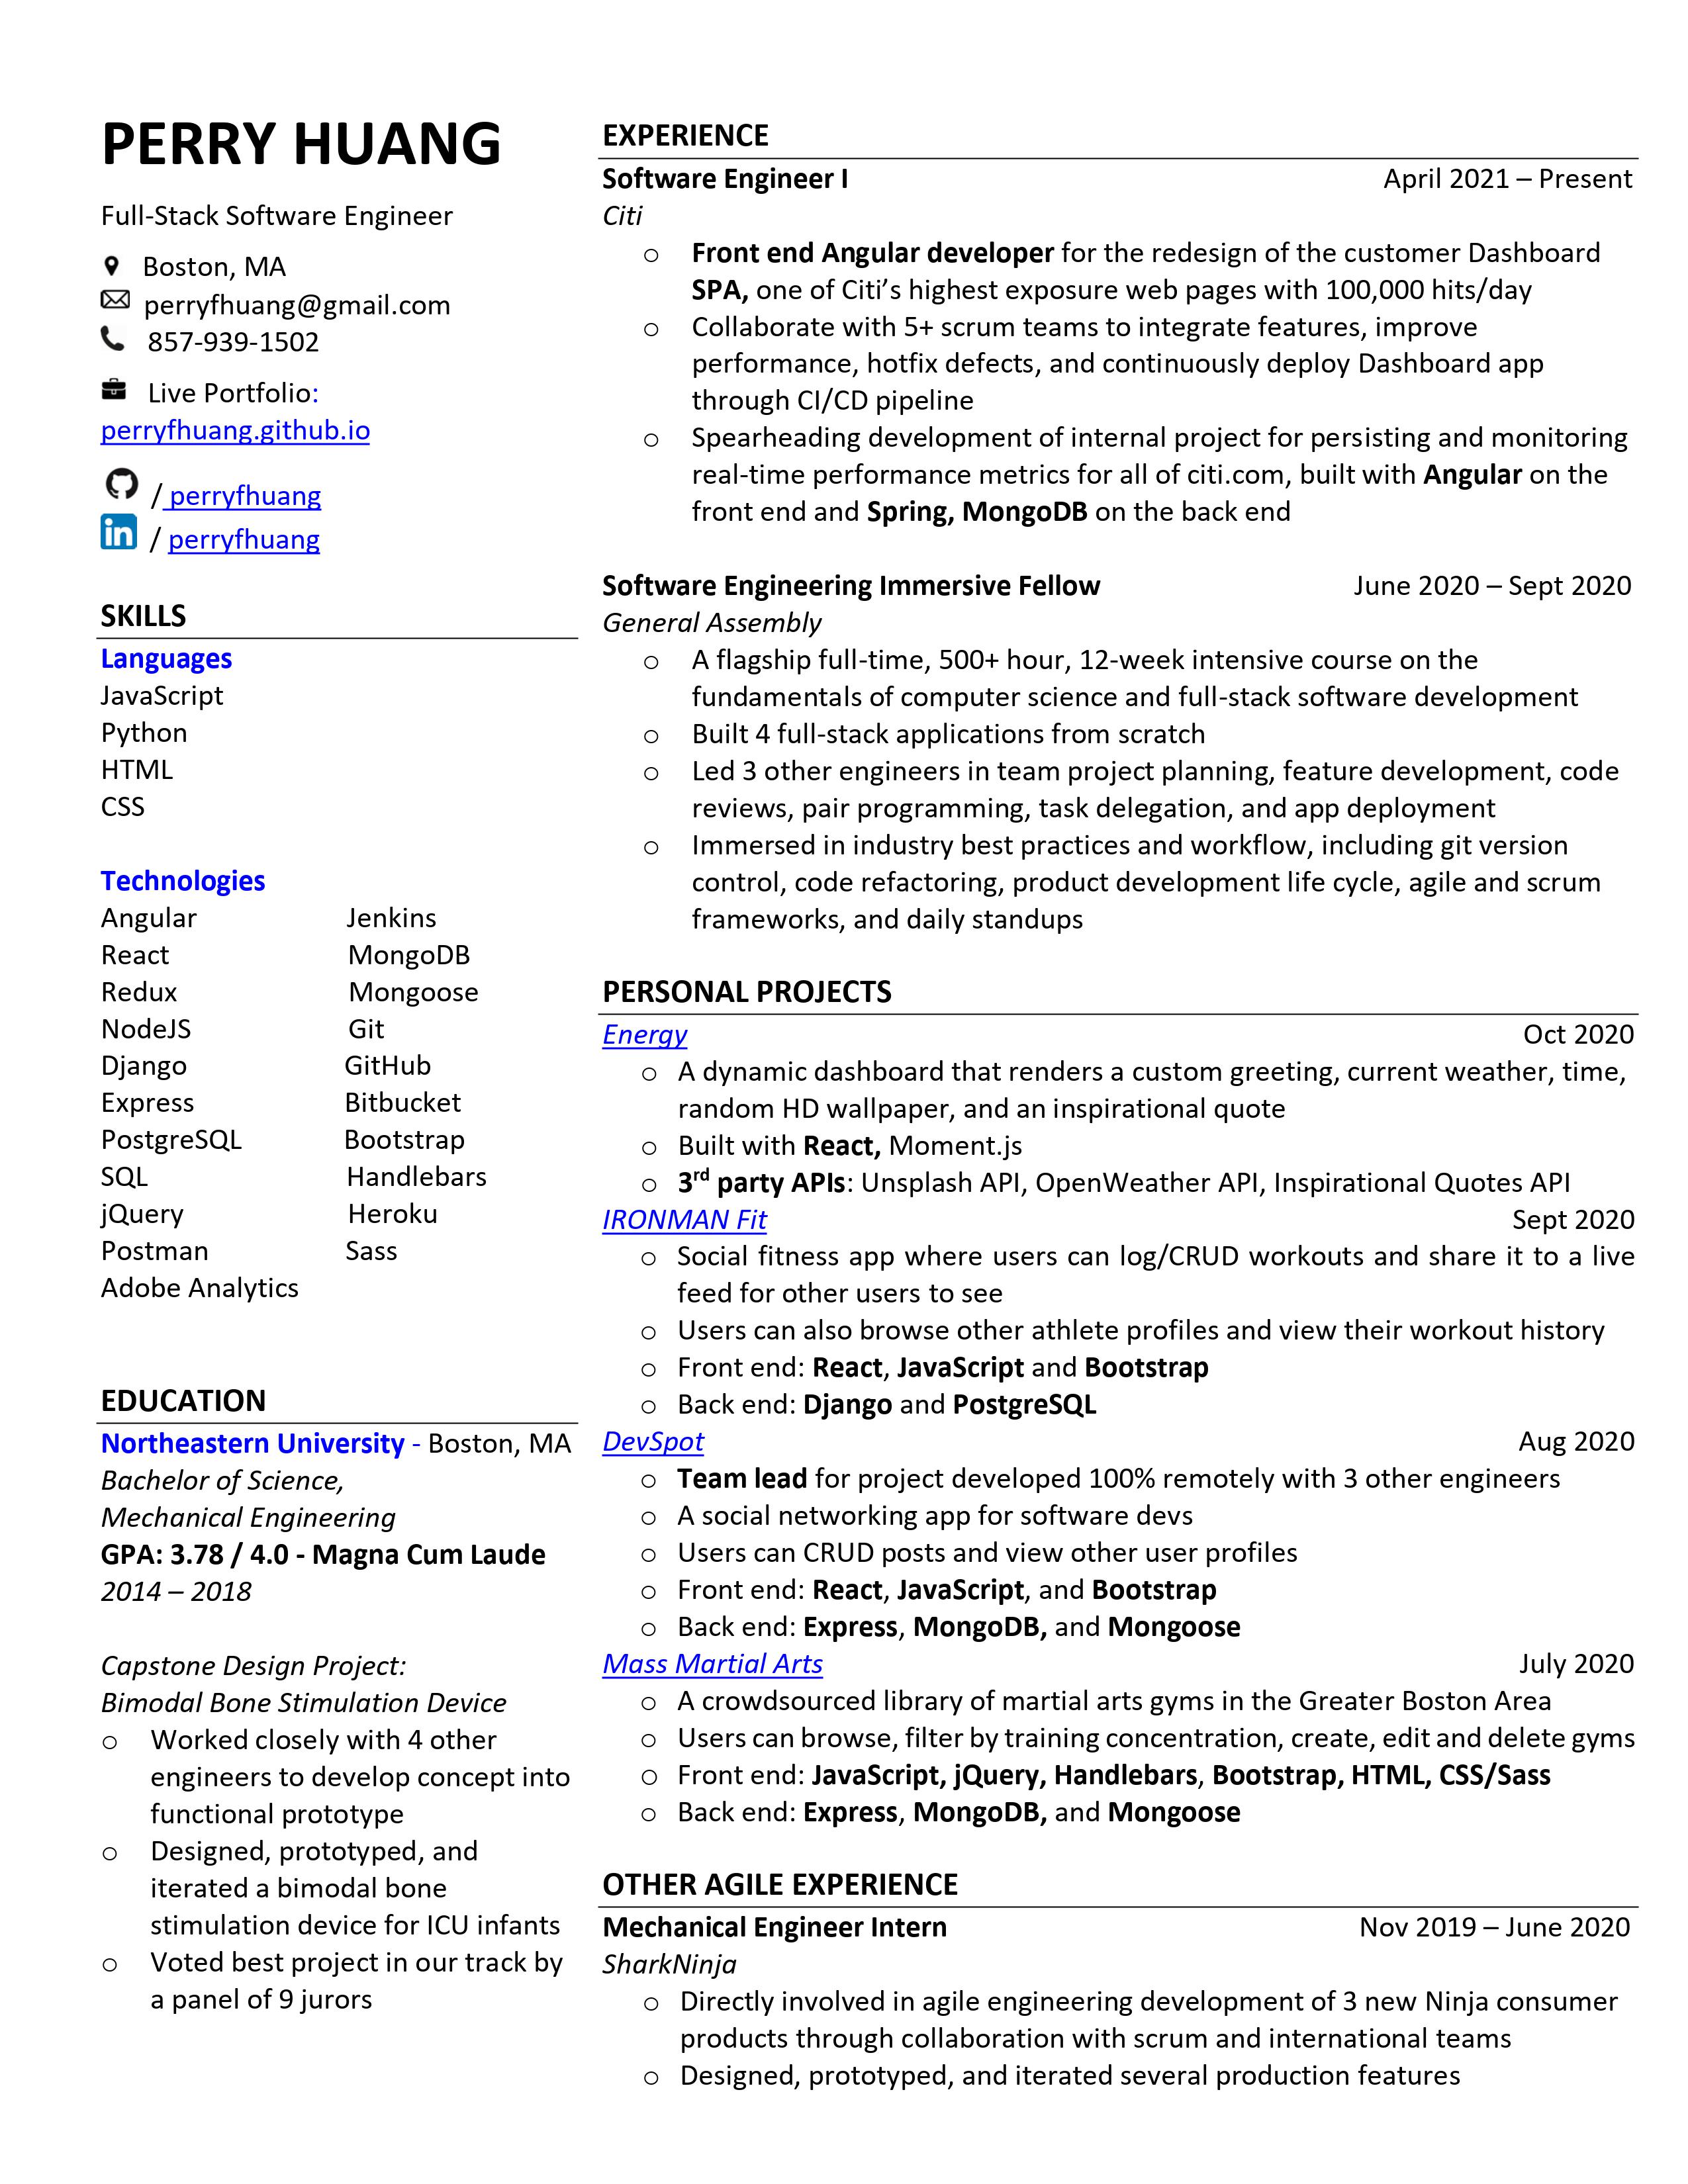 PERRY HUANG
Full-Stack Software Engineer
Boston, MA
perryfhuang@gmail.com
857-939-1502
Live Portfolio:
perryfhuang.github.io
/ perryfhuang
in / perryfhuang
SKILLS
Languages
JavaScript
Python
HTML
CSS
Technologies
Angular Jenkins
React MongoDB
Redux Mongoose
NodeJS Git
Django GitHub
Express Bitbucket
PostgreSQL Bootstrap
SQL Handlebars
jQuery Heroku
Postman Sass
Adobe Analytics
EDUCATION
Northeastern University - Boston, MA
Bachelor of Science,
Mechanical Engineering
GPA: 3.78 / 4.0 - Magna Cum Laude
2014 – 2018
Capstone Design Project:
Bimodal Bone Stimulation Device
o Worked closely with 4 other
engineers to develop concept into
functional prototype
o Designed, prototyped, and
iterated a bimodal bone
stimulation device for ICU infants
o Voted best project in our track by
a panel of 9 jurors
EXPERIENCE
Software Engineer I April 2021 – Present
Citi
o Front end Angular developer for the redesign of the customer Dashboard
SPA, one of Citi’s highest exposure web pages with 100,000 hits/day
o Collaborate with 5+ scrum teams to integrate features, improve
performance, hotfix defects, and continuously deploy Dashboard app
through CI/CD pipeline
o Spearheading development of internal project for persisting and monitoring
real-time performance metrics for all of citi.com, built with Angular on the
front end and Spring, MongoDB on the back end
Software Engineering Immersive Fellow June 2020 – Sept 2020
General Assembly
o A flagship full-time, 500+ hour, 12-week intensive course on the
fundamentals of computer science and full-stack software development
o Built 4 full-stack applications from scratch
o Led 3 other engineers in team project planning, feature development, code
reviews, pair programming, task delegation, and app deployment
o Immersed in industry best practices and workflow, including git version
control, code refactoring, product development life cycle, agile and scrum
frameworks, and daily standups
PERSONAL PROJECTS
Energy Oct 2020
o A dynamic dashboard that renders a custom greeting, current weather, time,
random HD wallpaper, and an inspirational quote
o Built with React, Moment.js
o 3rd party APIs: Unsplash API, OpenWeather API, Inspirational Quotes API
IRONMAN Fit Sept 2020
o Social fitness app where users can log/CRUD workouts and share it to a live
feed for other users to see
o Users can also browse other athlete profiles and view their workout history
o Front end: React, JavaScript and Bootstrap
o Back end: Django and PostgreSQL
DevSpot Aug 2020
o Team lead for project developed 100% remotely with 3 other engineers
o A social networking app for software devs
o Users can CRUD posts and view other user profiles
o Front end: React, JavaScript, and Bootstrap
o Back end: Express, MongoDB, and Mongoose
Mass Martial Arts July 2020
o A crowdsourced library of martial arts gyms in the Greater Boston Area
o Users can browse, filter by training concentration, create, edit and delete gyms
o Front end: JavaScript, jQuery, Handlebars, Bootstrap, HTML, CSS/Sass
o Back end: Express, MongoDB, and Mongoose
OTHER AGILE EXPERIENCE
Mechanical Engineer Intern Nov 2019 – June 2020
SharkNinja
o Directly involved in agile engineering development of 3 new Ninja consumer
products through collaboration with scrum and international teams
o Designed, prototyped, and iterated several production features